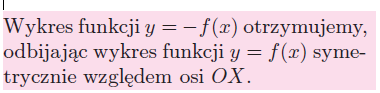 Wykres funkcji y = −f(x) otrzymujemy,
odbijając wykres funkcji y = f(x) syme-
trycznie względem osi OX.